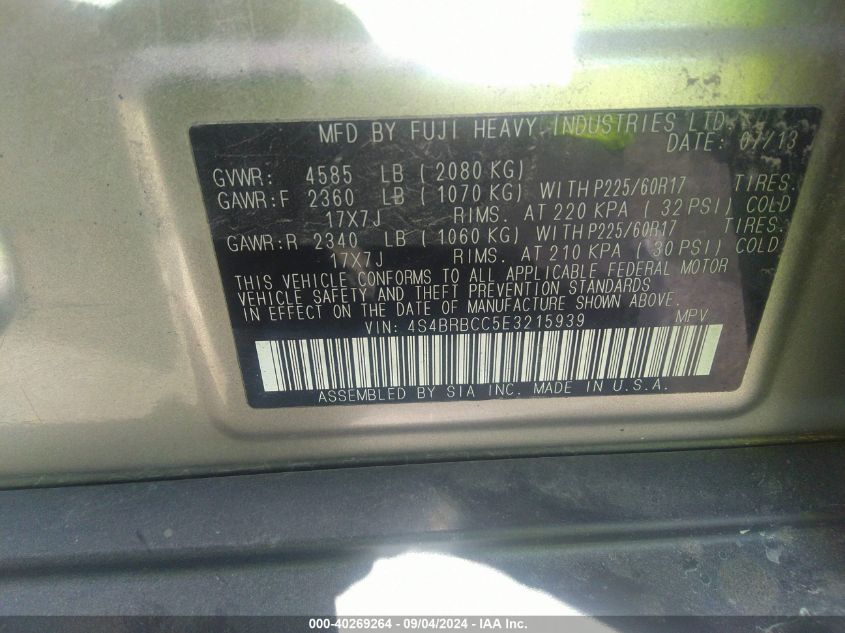 MFD BY FUJI HEAVY INDUSTRIES LTD.
DATE: 07/13
GVWR: 4585 LB ( 2080 KG)
GAWR:F 2360 LB ( 1070 KG) WITH P225/60R17 TIRES.
17X7J RIMS. AT 220 KPA ( 32 PSI) COLD
GAWR:R 2340 LB ( 1060 KG) WITH P225/60R17 TIRES.
17X7J RIMS. AT 210 KPA ( 30 PSI) COLD
THIS VEHICLE CONFORMS TO ALL APPLICABLE FEDERAL MOTOR
VEHICLE SAFETY AND THEFT PREVENTION STANDARDS
IN EFFECT ON THE DATE OF MANUFACTURE SHOWN ABOVE.
VIN: 4S4BRBCC5E3215939 MPV
ASSEMBLED BY SIA INC. MADE IN U.S.A.
000-40269264 - 09/04/2024 - IAA Inc.